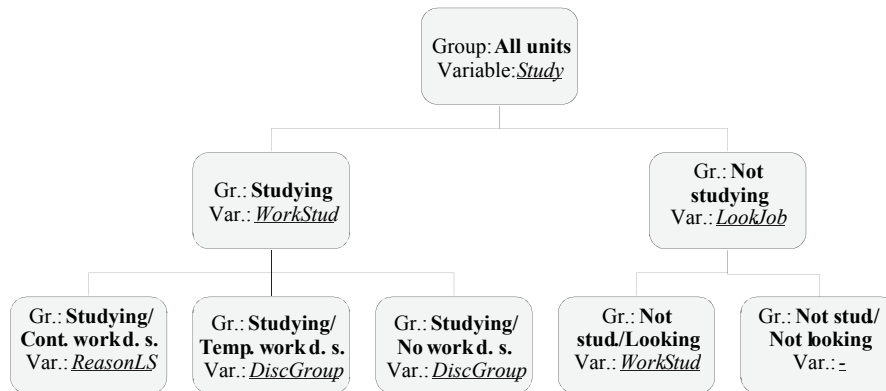 Group: All units
Variable: Study
Gr.: Studying
Var.: WorkStud
Gr.: Not
studying
Var.: LookJob
Gr.: Studying/
Cont. work d. s.
Var.: ReasonLS
Gr.: Studying/
Temp. work d. s.
Var.: DiscGroup
Gr.: Studying/
No work d. s.
Var.: DiscGroup
Gr.: Not
stud./Looking
Var.: WorkStud
Gr.: Not stud./
Not looking
Var.: -